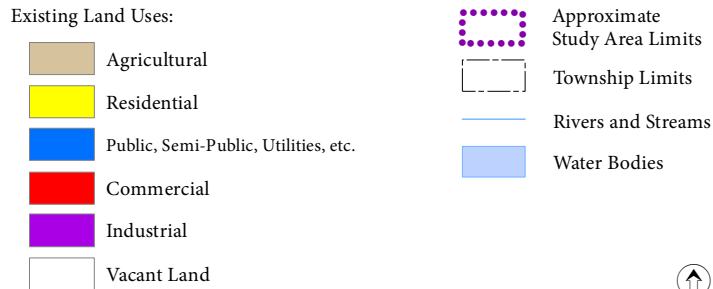 Existing Land Uses:
Agricultural
Residential
Public, Semi-Public, Utilities, etc.
Commercial
Industrial
Vacant Land
Approximate
Study Area Limits
Township Limits
Rivers and Streams
Water Bodies